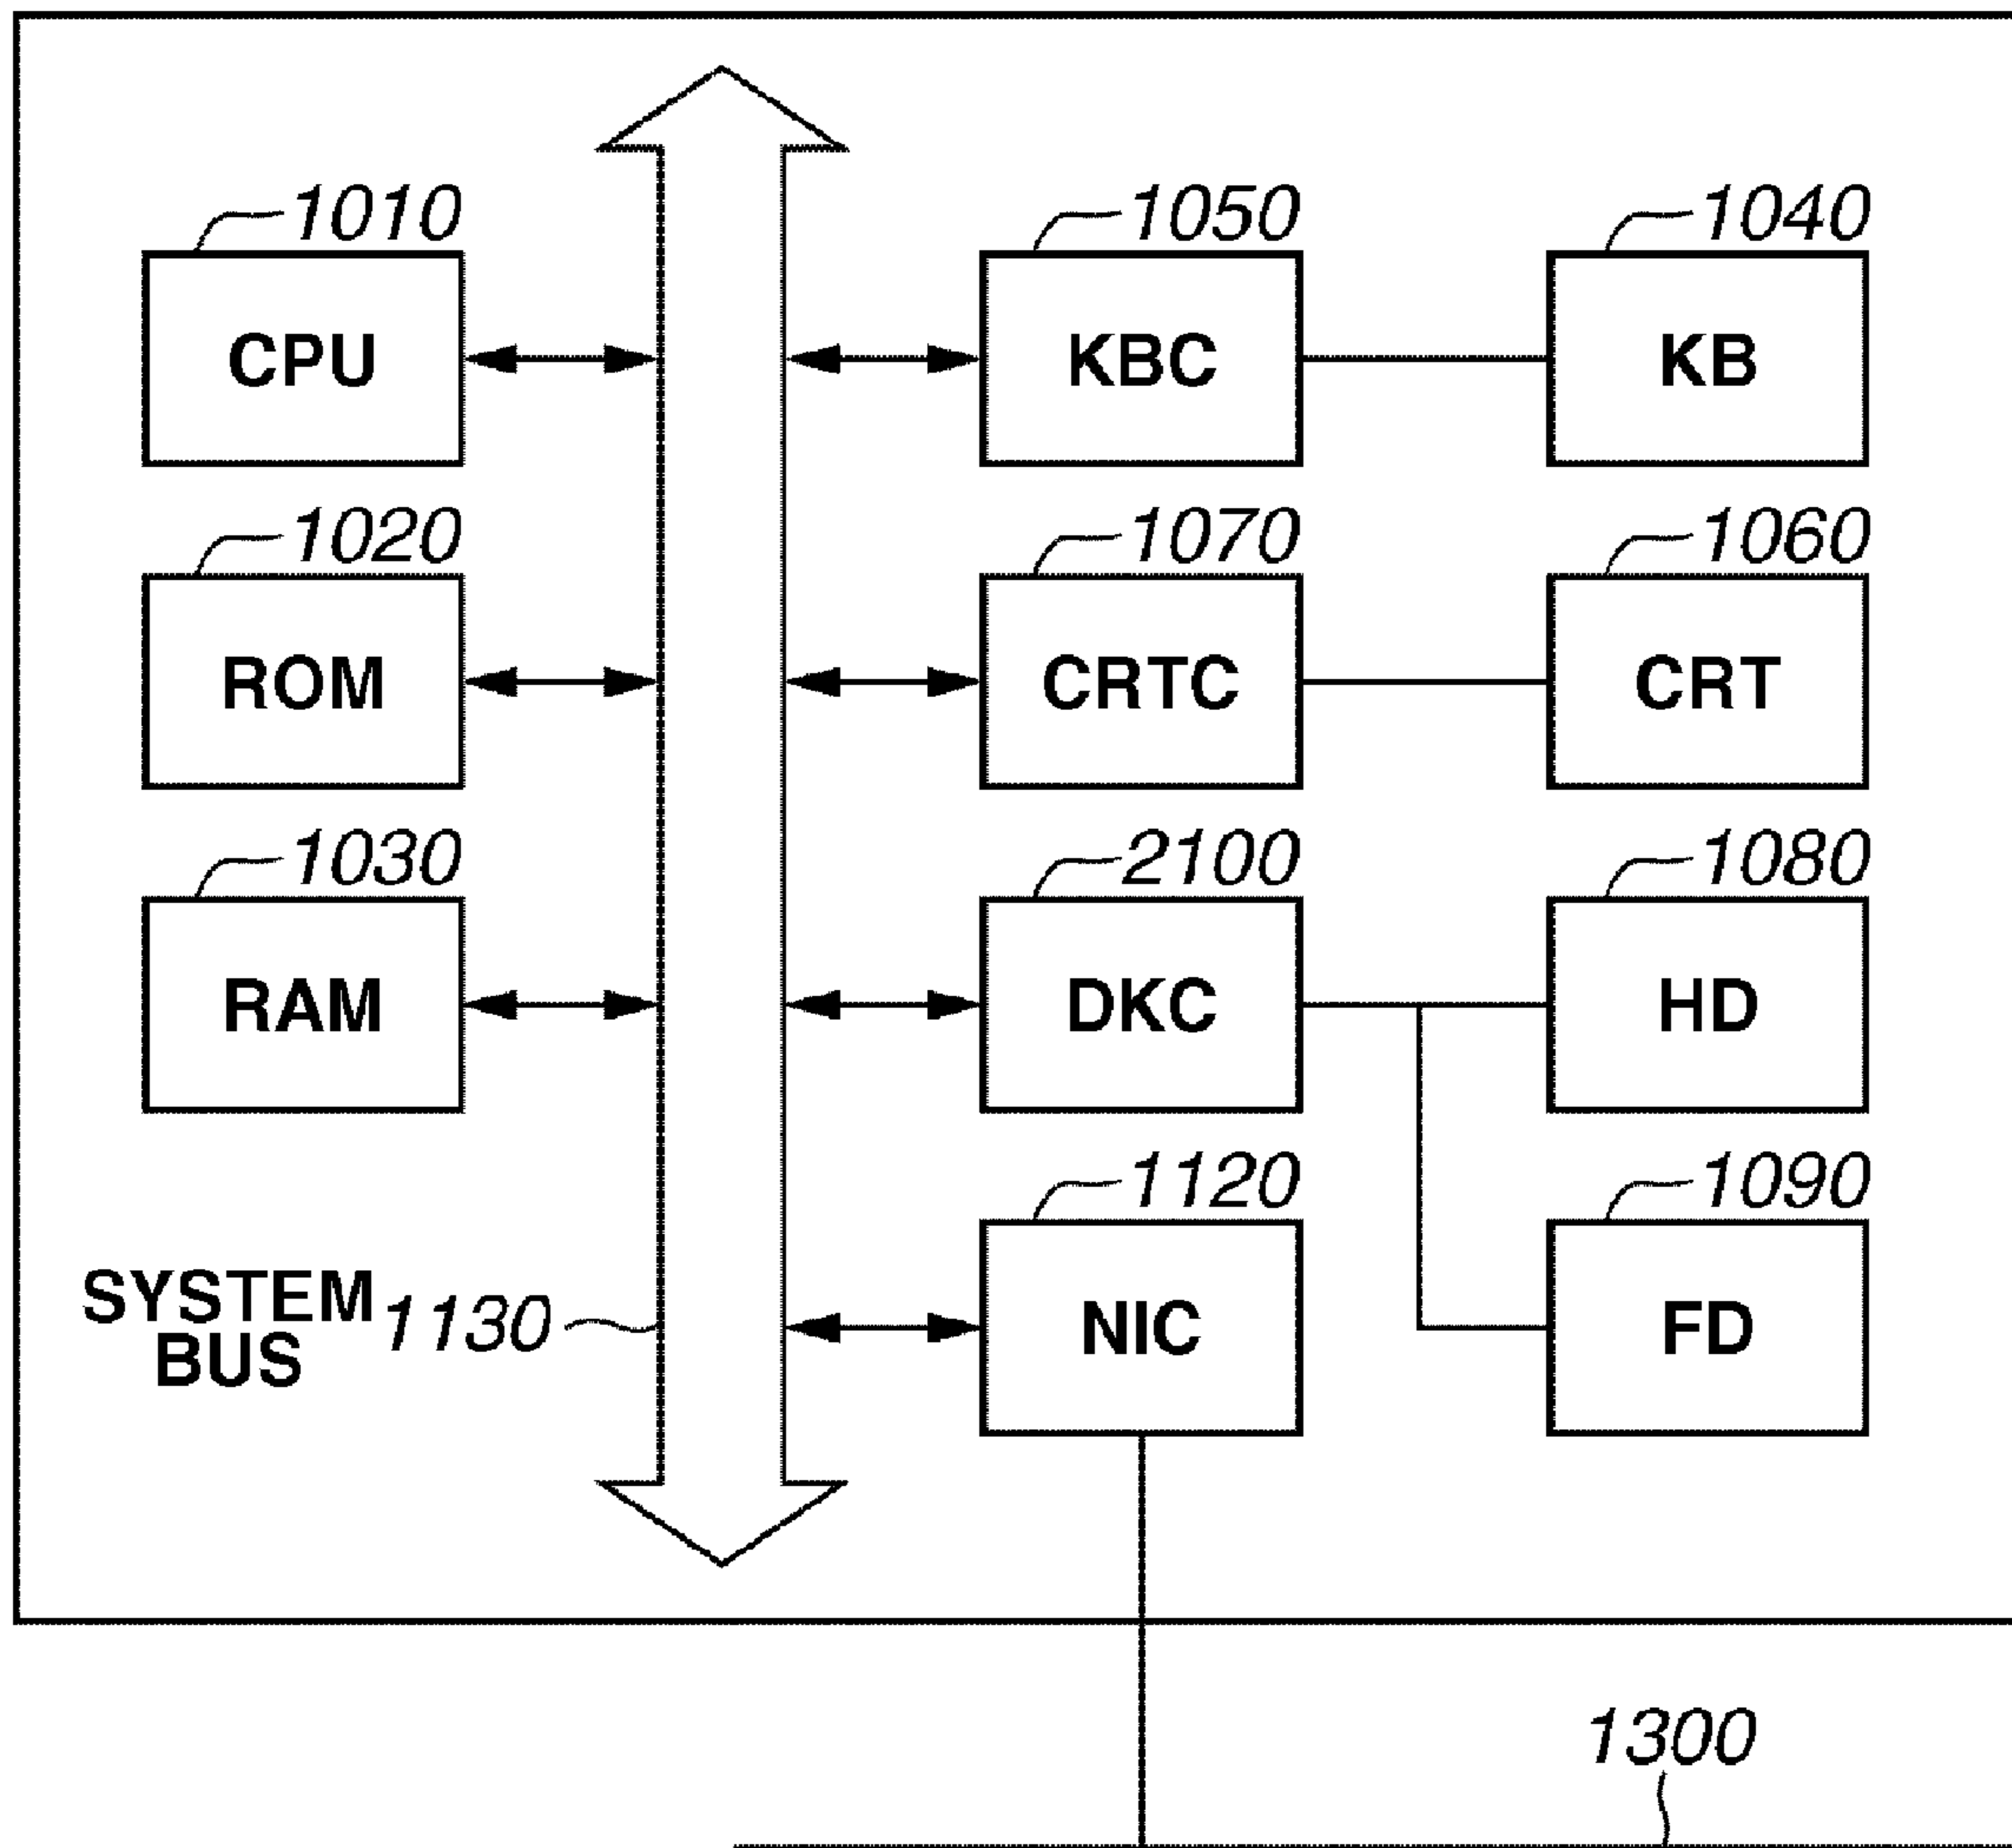 1010
1050
1040
CPU
KBC
KB
1020
1070
1060
ROM
CRTC
CRT
1030
2100
1080
RAM
DKC
HD
1120
1090
SYSTEM
BUS
1130
NIC
FD
1300